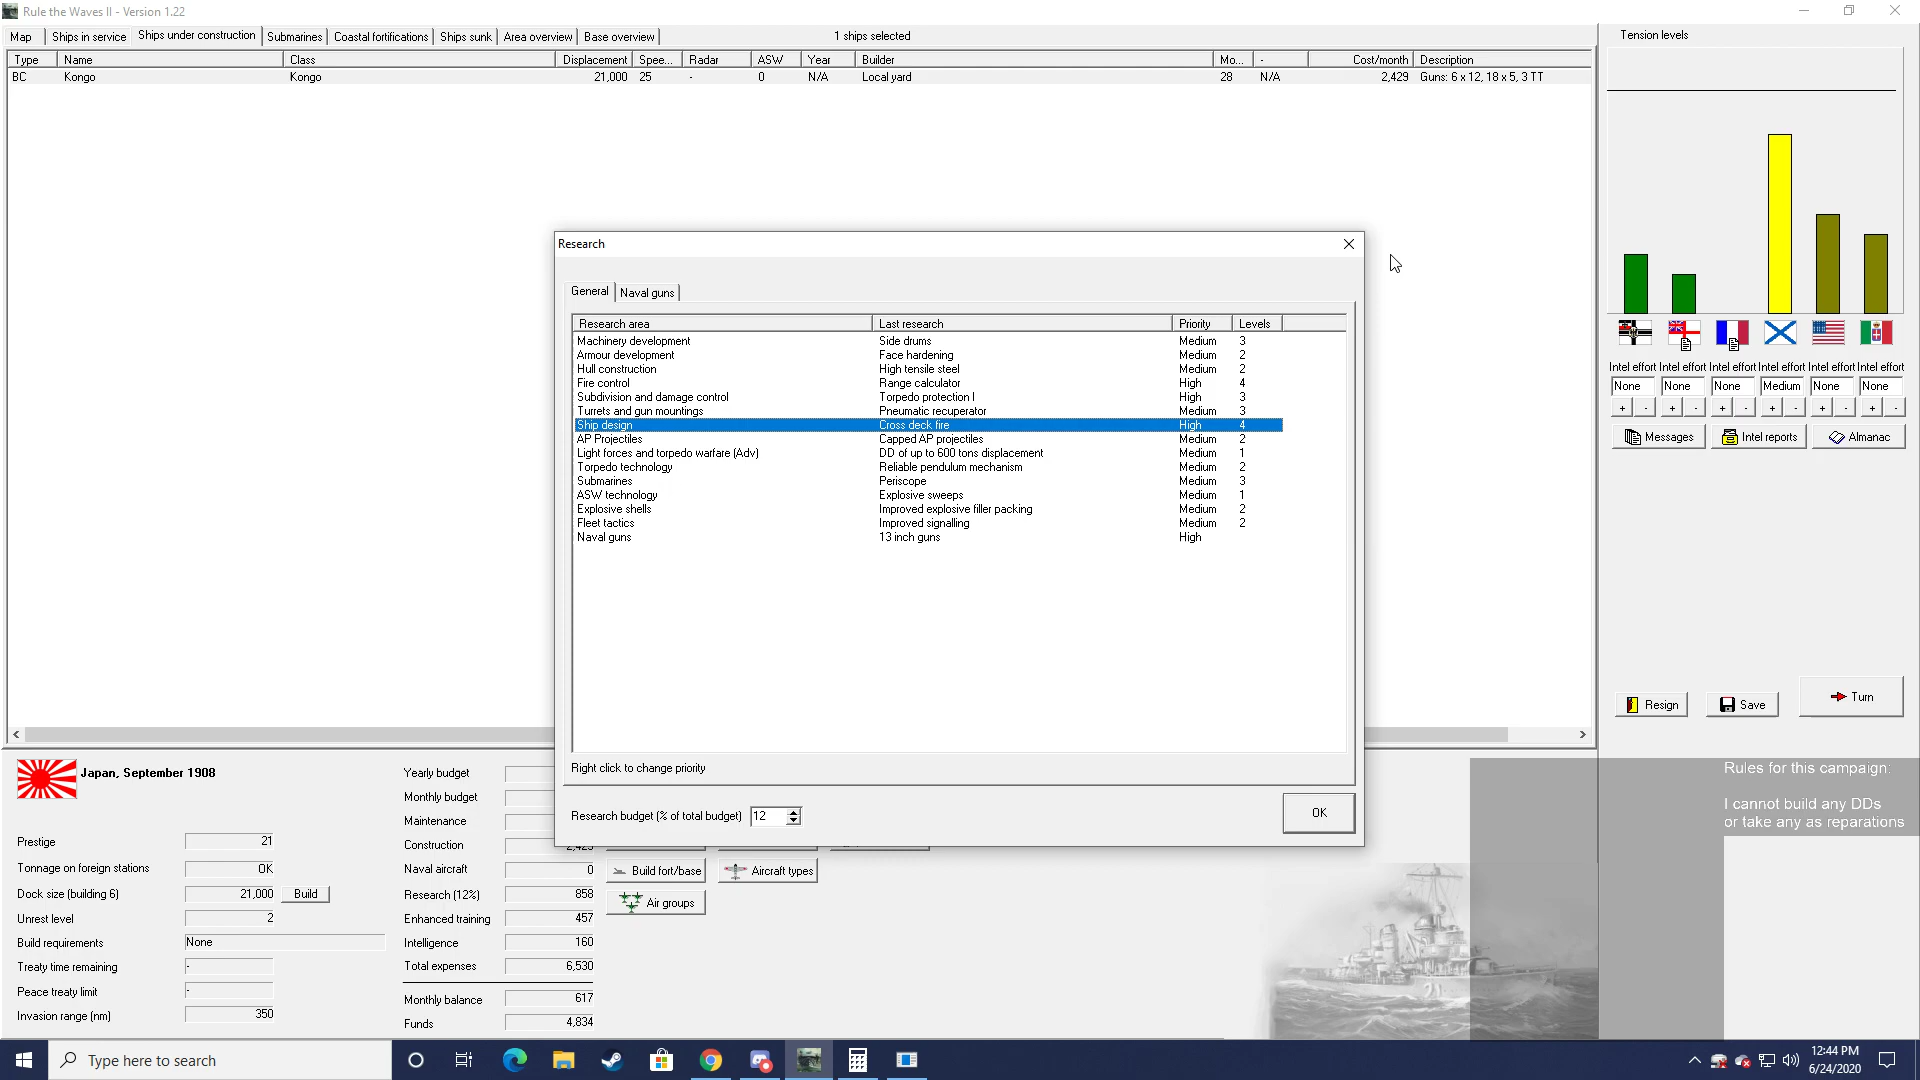 Rule the Waves II - Version 1.22
Map Ships in service Ships under construction Submarines Coastal fortifications Ships sunk Area overview Base overview 1 ships selected Tension levels
Type Name Class Displacement Spee... Radar ASW Year Builder Mo... - Cost/month Description
BC Kongo Kongo 21,000 25 - 0 N/A Local yard 28 N/A 2,429 Guns: 6 x 12, 18 x 5, 3 TT
Research
General Naval guns
Research area Last research Priority Levels
Machinery development Side drums Medium 3
Armour development Face hardening Medium 2
Hull construction High tensile steel Medium 2
Fire control Range calculator High 4
Subdivision and damage control Torpedo protection I High 3
Turrets and gun mountings Pneumatic recuperator Medium 3
Ship design Cross deck fire High 4
AP Projectiles Capped AP projectiles Medium 2
Light forces and torpedo warfare (Adv) DD of up to 600 tons displacement Medium 1
Torpedo technology Reliable pendulum mechanism Medium 2
Submarines Periscope Medium 3
ASW technology Explosive sweeps Medium 1
Explosive shells Improved explosive filler packing Medium 2
Fleet tactics Improved signalling Medium 2
Naval guns 13 inch guns High
Right click to change priority
Research budget (% of total budget) 12
OK
Intel effort Intel effort Intel effort Intel effort Intel effort Intel effort
None None None Medium None None
+ - + - + - + - + - + -
Messages Intel reports Almanac
Resign Save Turn
Japan, September 1908
Prestige 21
Tonnage on foreign stations OK
Dock size (building 6) 21,000 Build
Unrest level 2
Build requirements None
Treaty time remaining -
Peace treaty limit -
Invasion range (nm) 350
Yearly budget
Monthly budget
Maintenance
Construction 2,429
Naval aircraft 0
Research (12%) 858
Enhanced training 457
Intelligence 160
Total expenses 6,530
Monthly balance 617
Funds 4,834
Build fort/base Aircraft types
Air groups
Rules for this campaign:
I cannot build any DDs
or take any as reparations
Type here to search
12:44 PM
6/24/2020